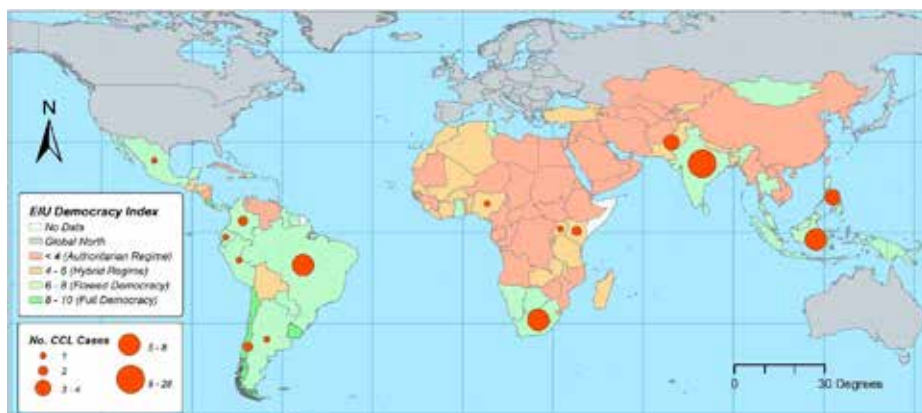 N
EIU Democracy Index
No Data
Global North
< 4 (Authoritarian Regime)
4 - 6 (Hybrid Regime)
6 - 8 (Flawed Democracy)
8 - 10 (Full Democracy)
No. CCL Cases
1
2
3 - 4
5 - 8
9 - 28
0 30 Degrees